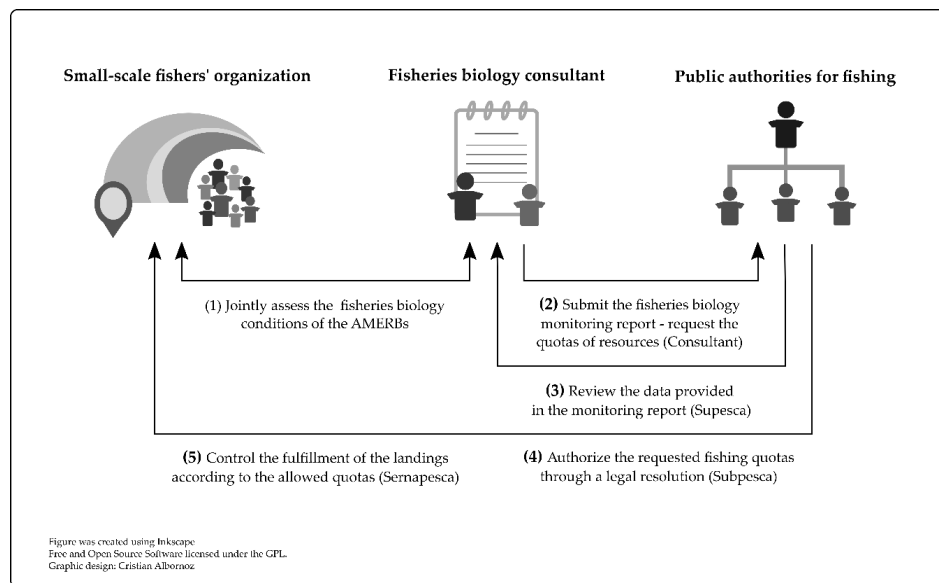 Small-scale fishers' organization
Fisheries biology consultant
Public authorities for fishing
(1) Jointly assess the fisheries biology
conditions of the AMERBs
(2) Submit the fisheries biology
monitoring report - request the
quotas of resources (Consultant)
(3) Review the data provided
in the monitoring report (Supesca)
(5) Control the fulfillment of the landings
according to the allowed quotas (Sernapesca)
(4) Authorize the requested fishing quotas
through a legal resolution (Subpesca)
Figure was created using Inkscape
Free and Open Source Software licensed under the GPL.
Graphic design: Cristian Albornoz